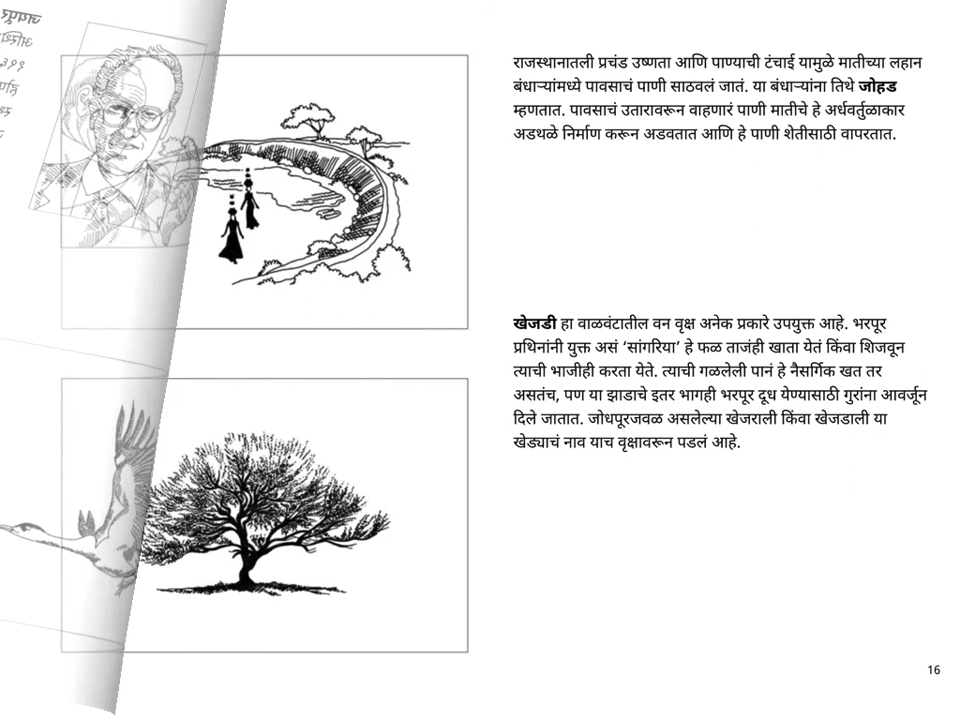 राजस्थानातली प्रचंड उष्णता आणि पाण्याची टंचाई यामुळे मातीच्या लहान
बंधाऱ्यांमध्ये पावसाचं पाणी साठवलं जातं. या बंधाऱ्यांना तिथे जोहड
म्हणतात. पावसाचं उतारावरून वाहणारं पाणी मातीचे हे अर्धवर्तुळाकार
अडथळे निर्माण करून अडवतात आणि हे पाणी शेतीसाठी वापरतात.
खेजडी हा वाळवंटातील वन वृक्ष अनेक प्रकारे उपयुक्त आहे. भरपूर
प्रथिनांनी युक्त असं ‘सांगरिया’ हे फळ ताजंही खाता येतं किंवा शिजवून
त्याची भाजीही करता येते. त्याची गळलेली पानं हे नैसर्गिक खत तर
असतंच, पण या झाडाचे इतर भागही भरपूर दूध येण्यासाठी गुरांना आवर्जून
दिले जातात. जोधपूरजवळ असलेल्या खेजराली किंवा खेजडाली या
खेड्याचं नाव याच वृक्षावरून पडलं आहे.
16